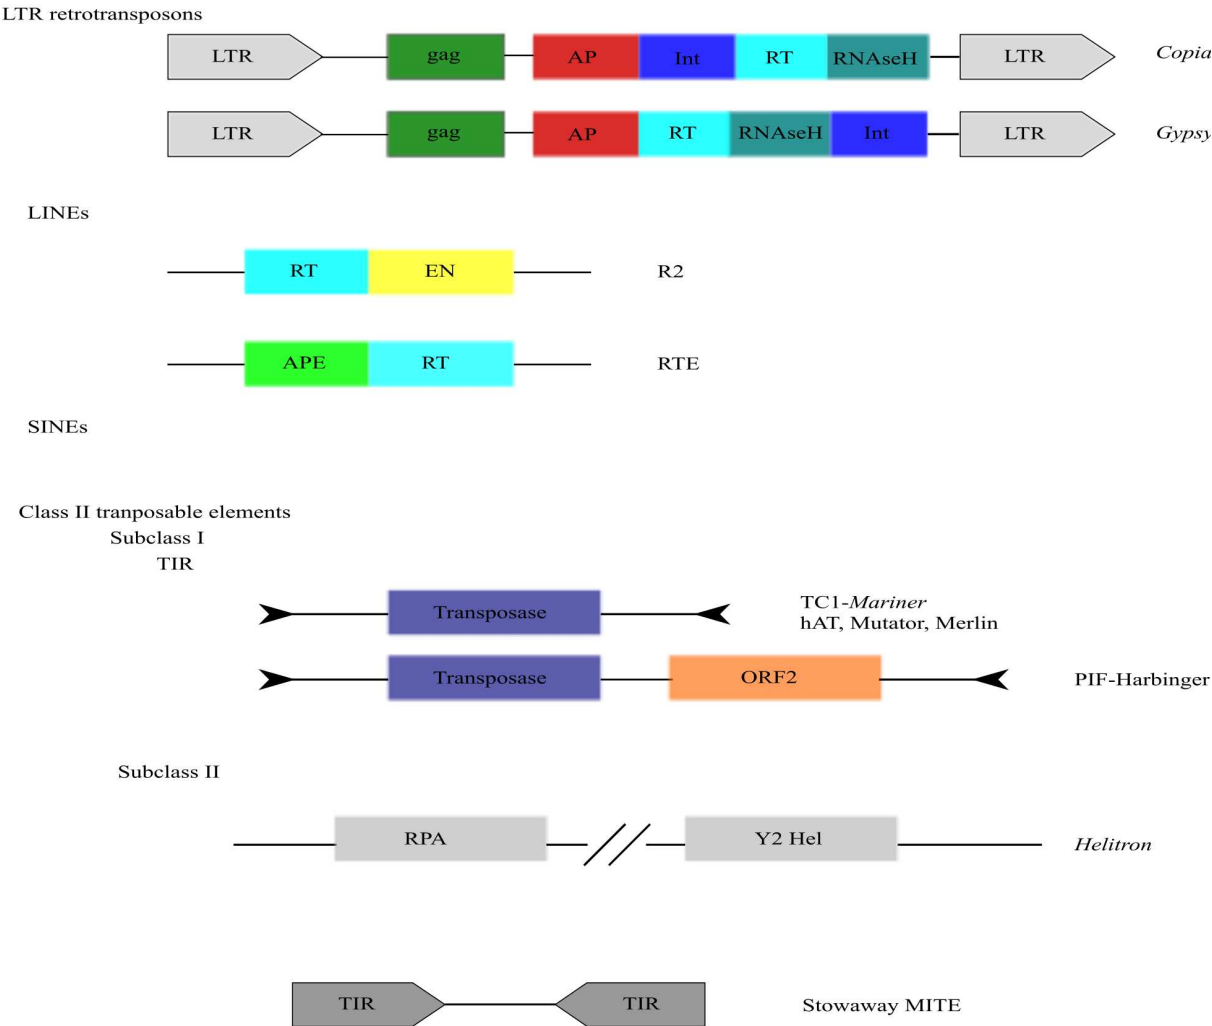 LTR retrotransposons
LTR gag AP Int RT RNAseH LTR Copia
LTR gag AP RT RNAseH Int LTR Gypsy
LINEs
RT EN R2
APE RT RTE
SINEs
Class II tranposable elements
Subclass I
TIR
Transposase TC1-Mariner
hAT, Mutator, Merlin
Transposase ORF2 PIF-Harbinger
Subclass II
RPA Y2 Hel Helitron
TIR TIR Stowaway MITE